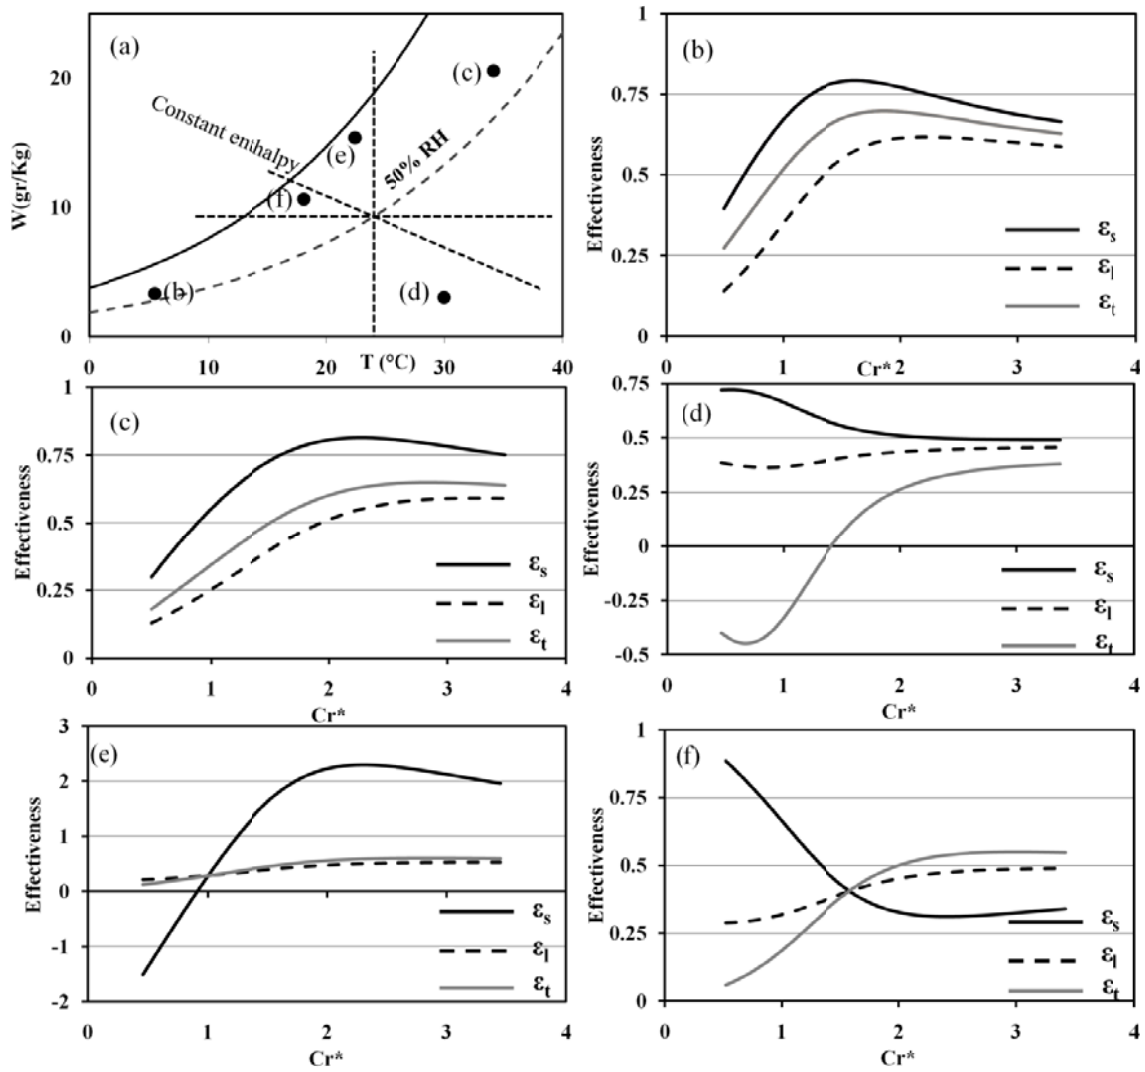 (a)
20
10
0
W(gr/Kg)
Constant enthalpy
50% RH
(b)
(c)
(d)
(e)
(f)
0
10
20
30
40
T (°C)
(b)
1
0.75
0.5
0.25
0
Effectiveness
εs
εl
εt
0
1
2
3
4
Cr*
(c)
1
0.75
0.5
0.25
0
Effectiveness
εs
εl
εt
0
1
2
3
4
Cr*
(d)
0.75
0.5
0.25
0
-0.25
-0.5
Effectiveness
εs
εl
εt
0
1
2
3
4
Cr*
(e)
3
2
1
0
-1
-2
Effectiveness
εs
εl
εt
0
1
2
3
4
Cr*
(f)
1
0.75
0.5
0.25
0
Effectiveness
εs
εl
εt
0
1
2
3
4
Cr*